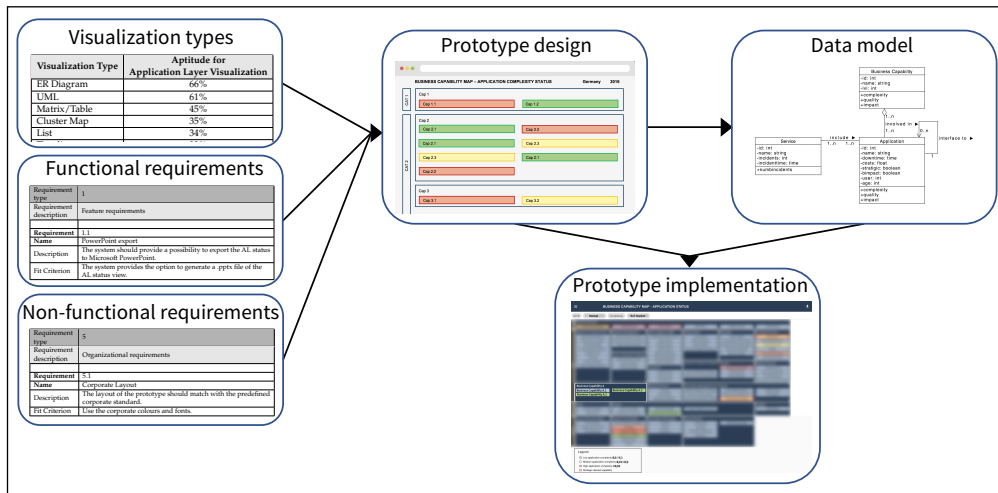 Visualization types
Visualization Type Aptitude for Application Layer Visualization
ER Diagram 66%
UML 61%
Matrix/Table 45%
Cluster Map 35%
List 34%
Functional requirements
Requirement type 1
Requirement description Feature requirements
Requirement 1.1
Name PowerPoint export
Description The system should provide a possibility to export the AL status to Microsoft PowerPoint.
Fit Criterion The system provides the option to generate a .pptx file of the AL status view.
Non-functional requirements
Requirement type 5
Requirement description Organizational requirements
Requirement 5.1
Name Corporate Layout
Description The layout of the prototype should match with the predefined corporate standard.
Fit Criterion Use the corporate colours and fonts.
Prototype design
BUSINESS CAPABILITY MAP - APPLICATION COMPLEXITY STATUS Germany 2015
CAT 1
Cap 1
Cap 1.1 Cap 1.2
CAT 2
Cap 2
Cap 2.1 Cap 2.2
Cap 2.1 Cap 2.3
Cap 2.3 Cap 2.1
Cap 2.2
Cap 3
Cap 3.1 Cap 3.2
Data model
Business Capability
-id: int
-name: string
-lvl: int
+complexity
+quality
+impact
1..n
involved in ►
1..n 0..n
Service
-id: int
-name: string
-incidents: int
-incidenttime: time
+numbincidents
include ►
1..n 1..n
Application
-id: int
-name: string
-downtime: time
-costs: float
-stratigic: boolean
-bimpact: boolean
-user: int
-age: int
+complexity
+quality
+impact
interface to ►
1
Prototype implementation
BUSINESS CAPABILITY MAP - APPLICATION STATUS